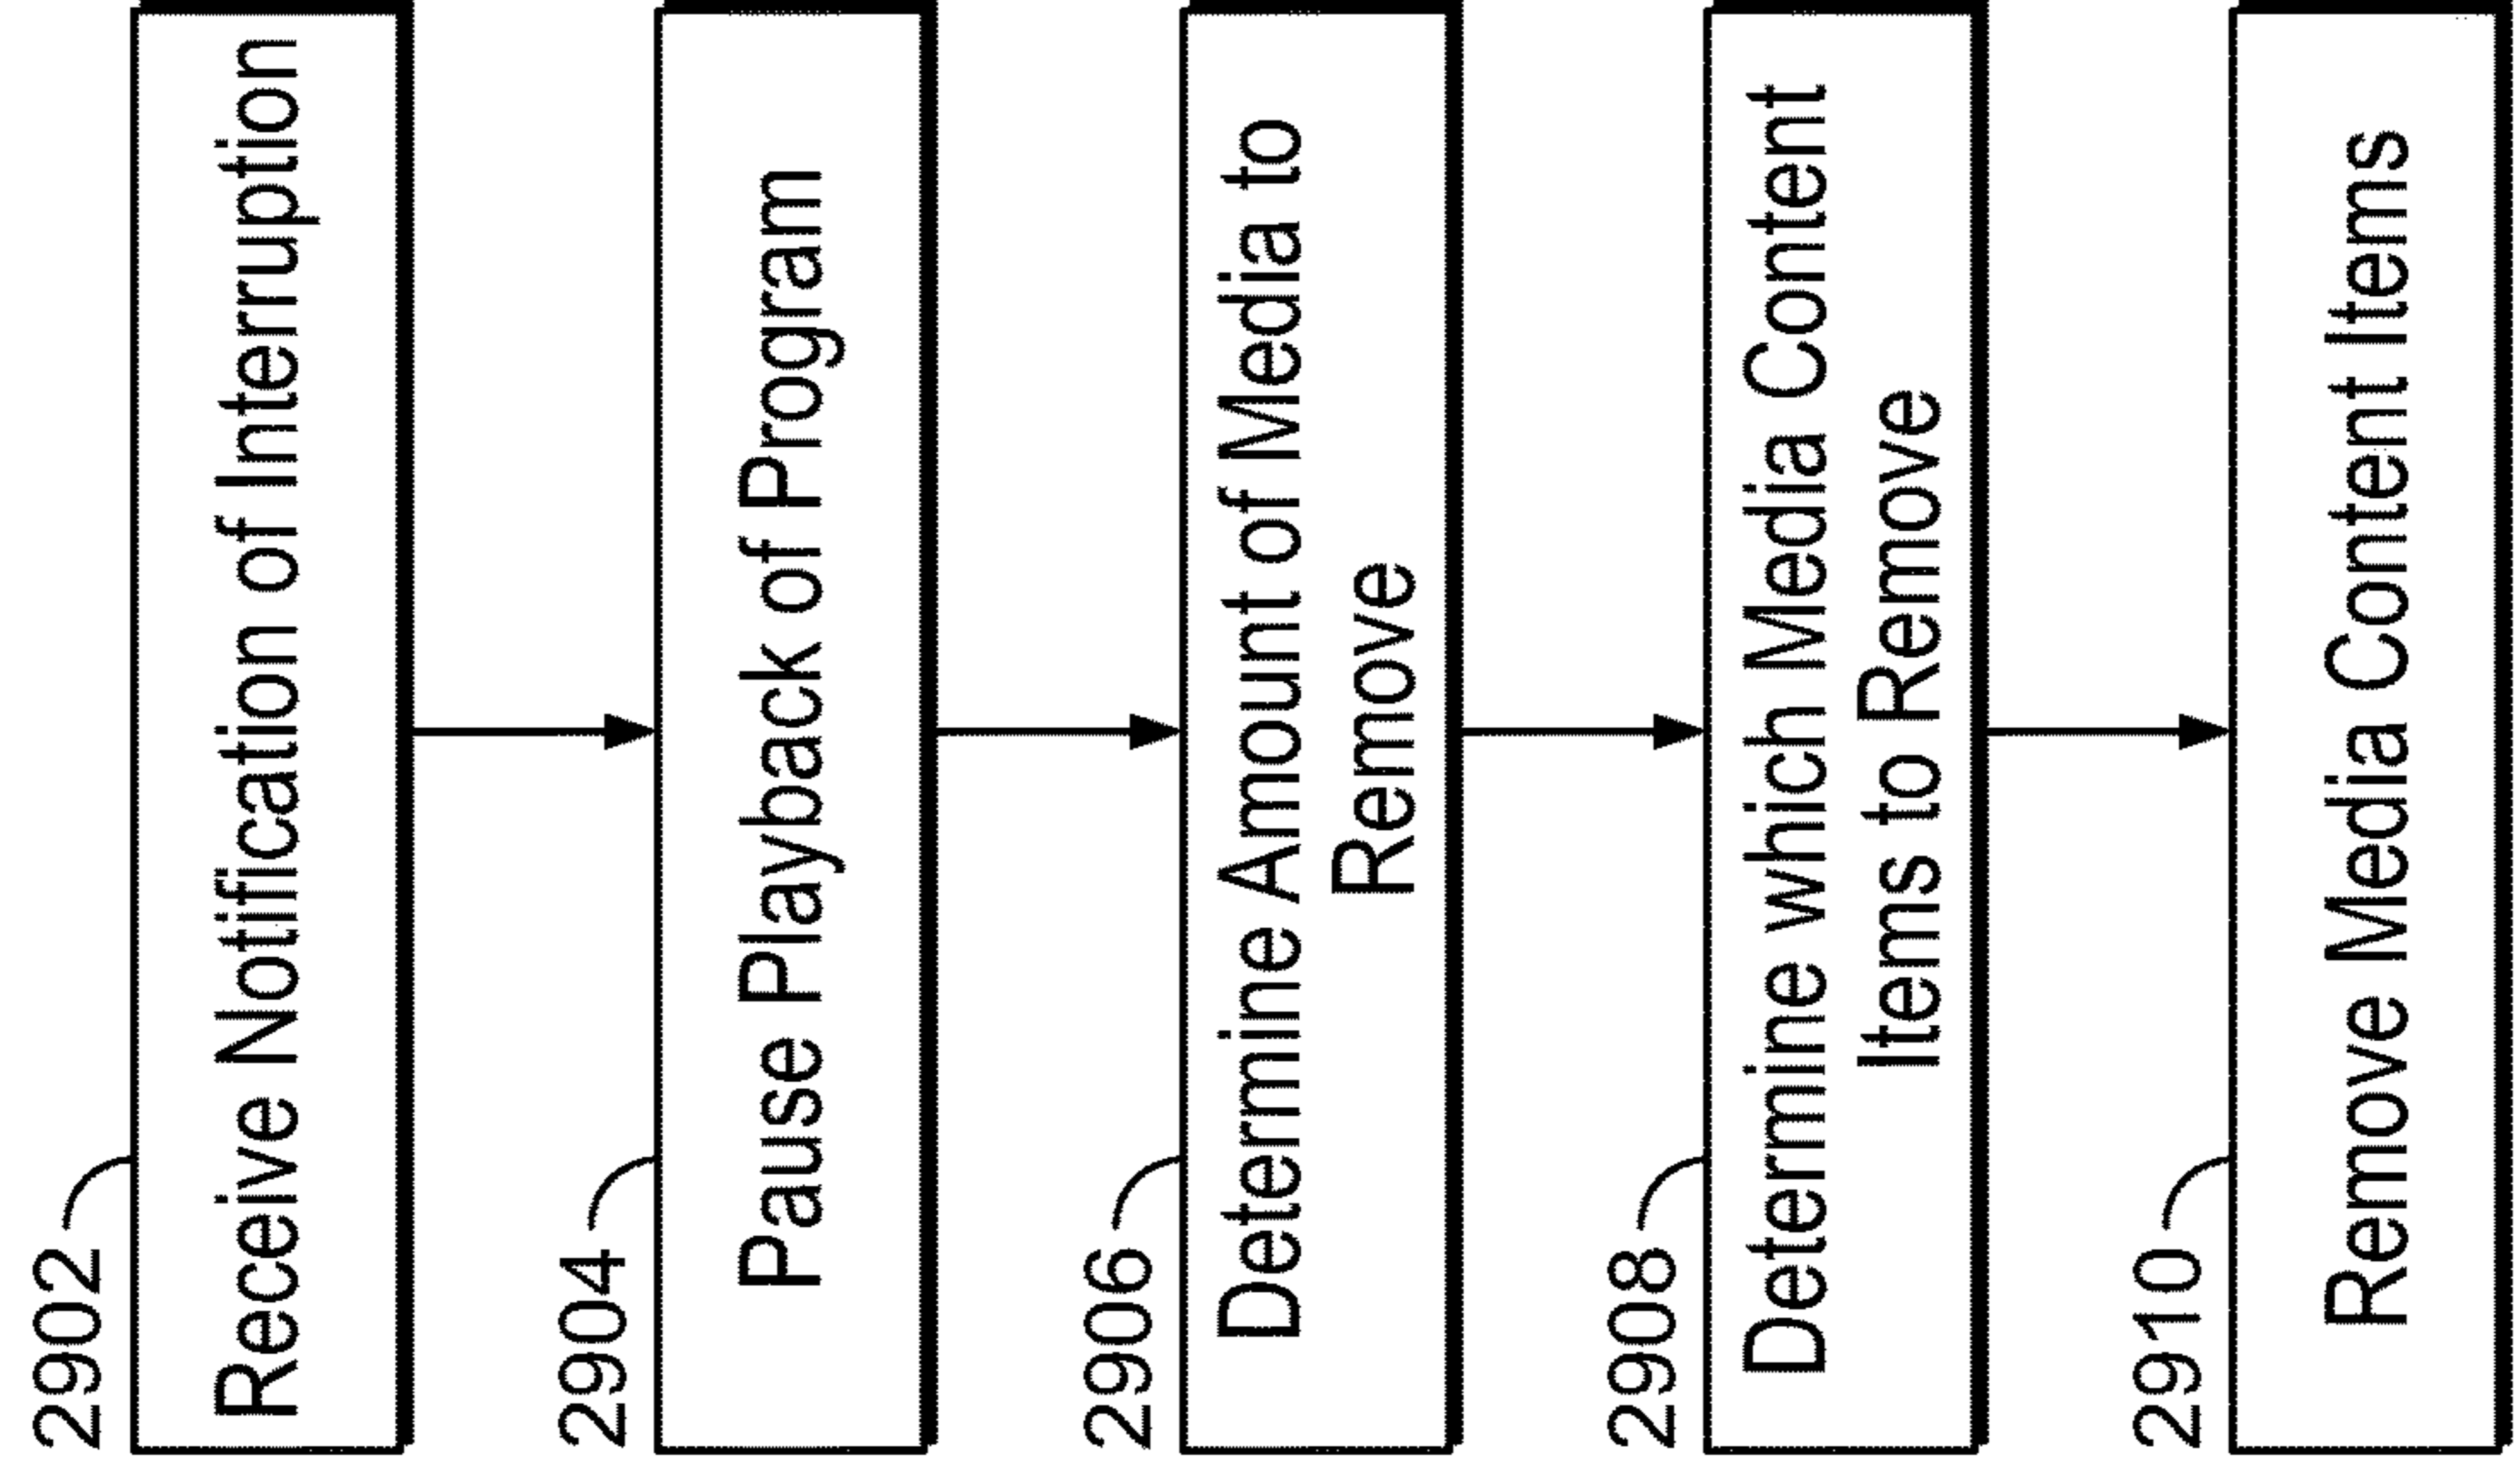 2902
Receive Notification of Interruption
2904
Pause Playback of Program
2906
Determine Amount of Media to
Remove
2908
Determine which Media Content
Items to Remove
2910
Remove Media Content Items